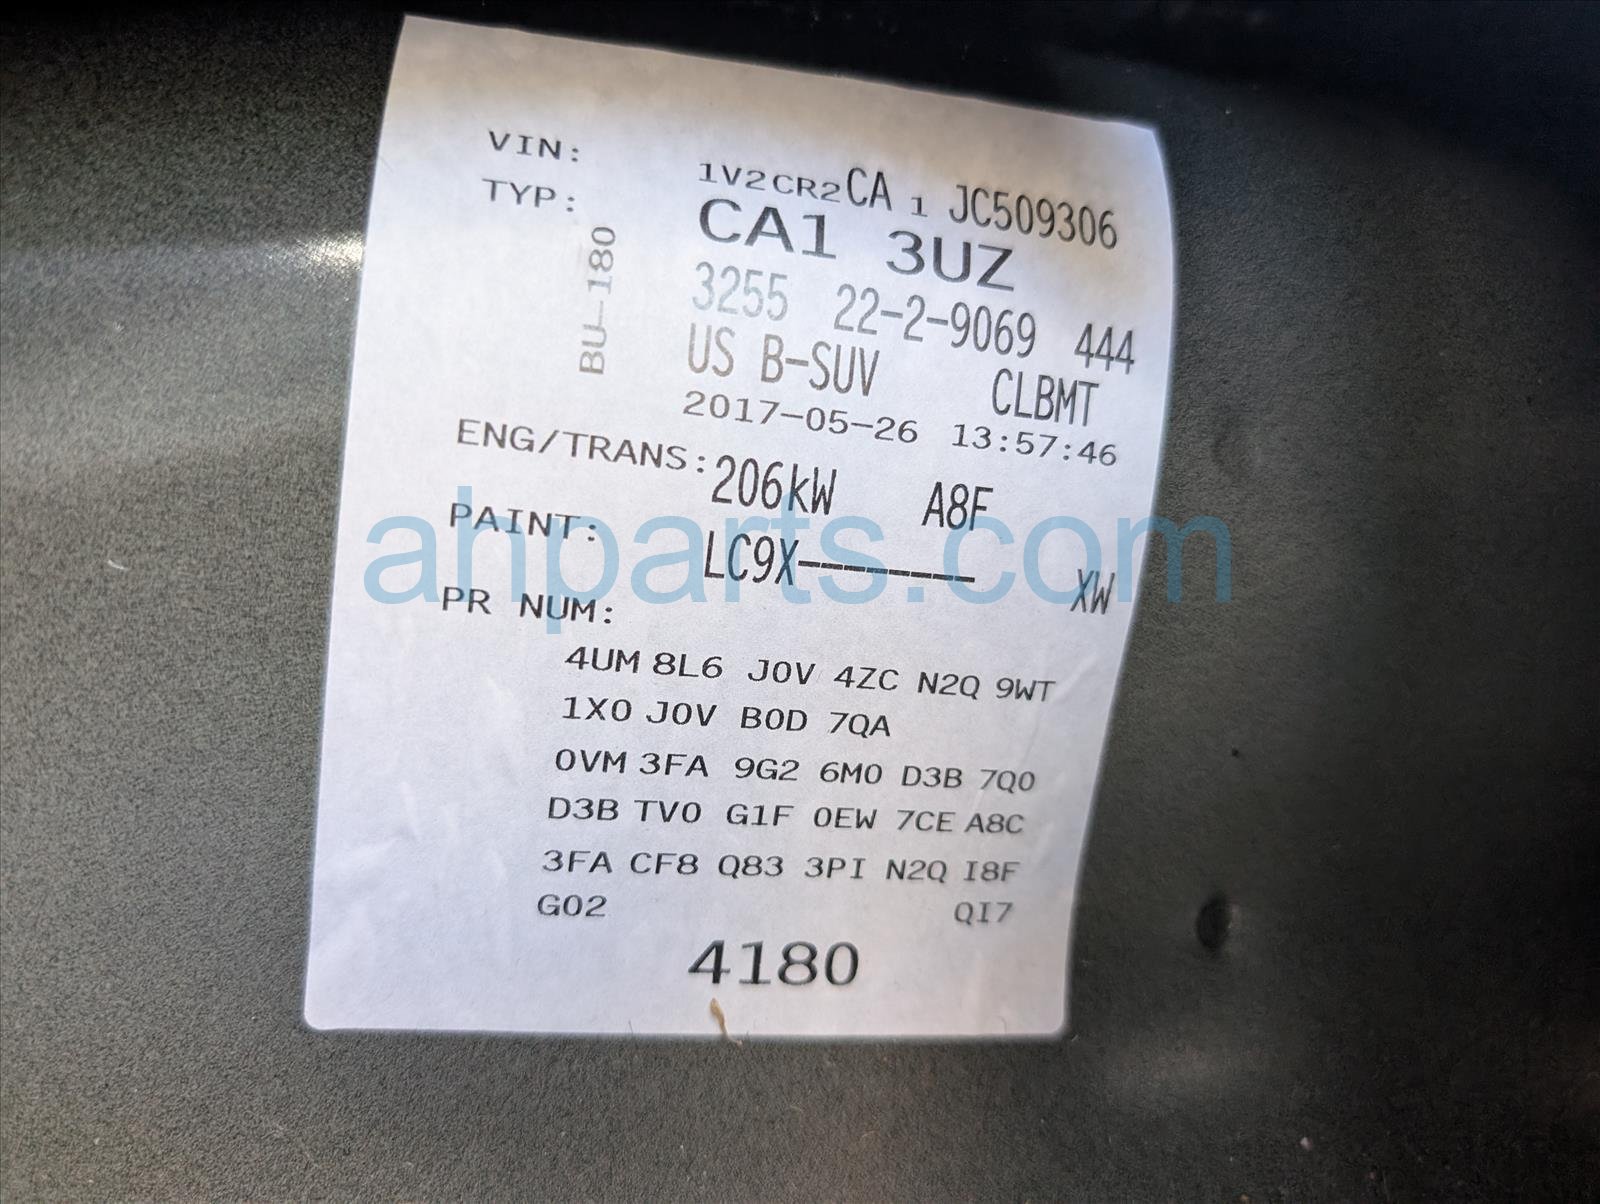 VIN: 1V2CR2CA 1 JC509306
TYP: CA1 3UZ
BU-180
3255 22-2-9069 444
US B-SUV CLBMT
2017-05-26 13:57:46
ENG/TRANS: 206kW A8F
PAINT: LC9X-------- XW
PR NUM:
4UM 8L6 J0V 4ZC N2Q 9WT
1X0 J0V B0D 7QA
0VM 3FA 9G2 6M0 D3B 7Q0
D3B TV0 G1F 0EW 7CE A8C
3FA CF8 Q83 3PI N2Q I8F
G02 QI7
4180
ahparts.com